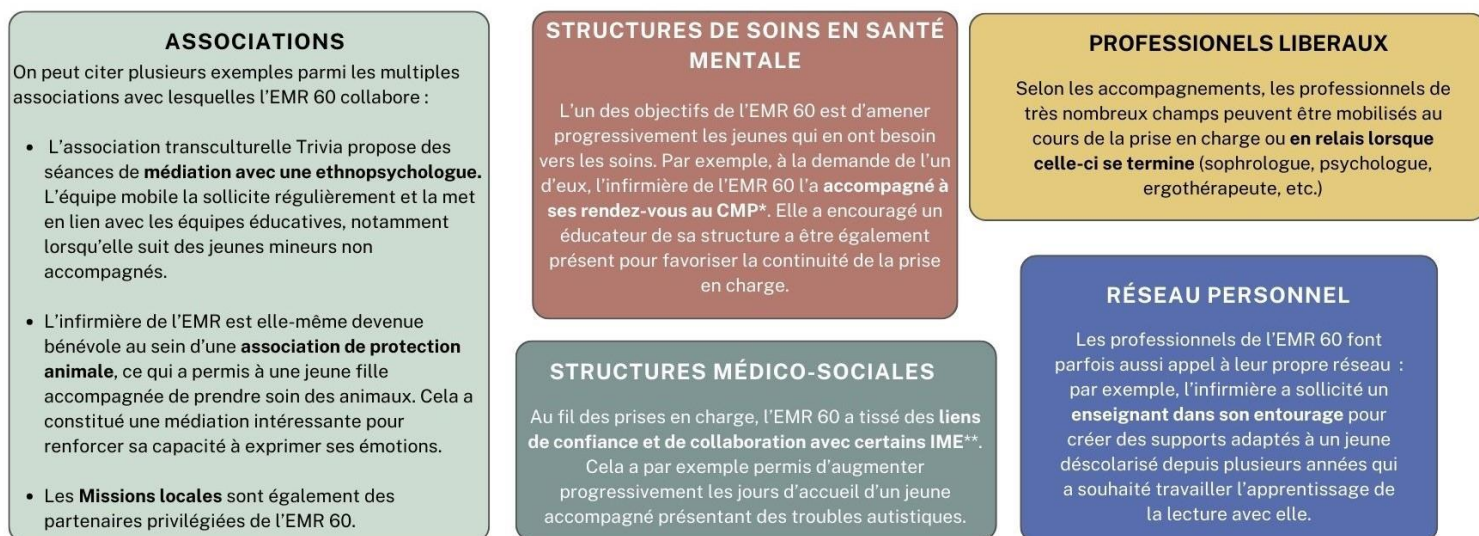 ASSOCIATIONS
On peut citer plusieurs exemples parmi les multiples
associations avec lesquelles l’EMR 60 collabore :
• L’association transculturelle Trivia propose des
séances de médiation avec une ethnopsychologue.
L’équipe mobile la sollicite régulièrement et la met
en lien avec les équipes éducatives, notamment
lorsqu’elle suit des jeunes mineurs non
accompagnés.
• L’infirmière de l’EMR est elle-même devenue
bénévole au sein d’une association de protection
animale, ce qui a permis à une jeune fille
accompagnée de prendre soin des animaux. Cela a
constitué une médiation intéressante pour
renforcer sa capacité à exprimer ses émotions.
• Les Missions locales sont également des
partenaires privilégiées de l’EMR 60.
STRUCTURES DE SOINS EN SANTÉ
MENTALE
L’un des objectifs de l’EMR 60 est d’amener
progressivement les jeunes qui en ont besoin
vers les soins. Par exemple, à la demande de l’un
d’eux, l’infirmière de l’EMR 60 l’a accompagné à
ses rendez-vous au CMP*. Elle a encouragé un
éducateur de sa structure a être également
présent pour favoriser la continuité de la prise
en charge.
STRUCTURES MÉDICO-SOCIALES
Au fil des prises en charge, l’EMR 60 a tissé des liens
de confiance et de collaboration avec certains IME**.
Cela a par exemple permis d’augmenter
progressivement les jours d’accueil d’un jeune
accompagné présentant des troubles autistiques.
PROFESSIONELS LIBERAUX
Selon les accompagnements, les professionnels de
très nombreux champs peuvent être mobilisés au
cours de la prise en charge ou en relais lorsque
celle-ci se termine (sophrologue, psychologue,
ergothérapeute, etc.)
RÉSEAU PERSONNEL
Les professionnels de l’EMR 60 font
parfois aussi appel à leur propre réseau :
par exemple, l’infirmière a sollicité un
enseignant dans son entourage pour
créer des supports adaptés à un jeune
déscolarisé depuis plusieurs années qui
a souhaité travailler l’apprentissage de
la lecture avec elle.